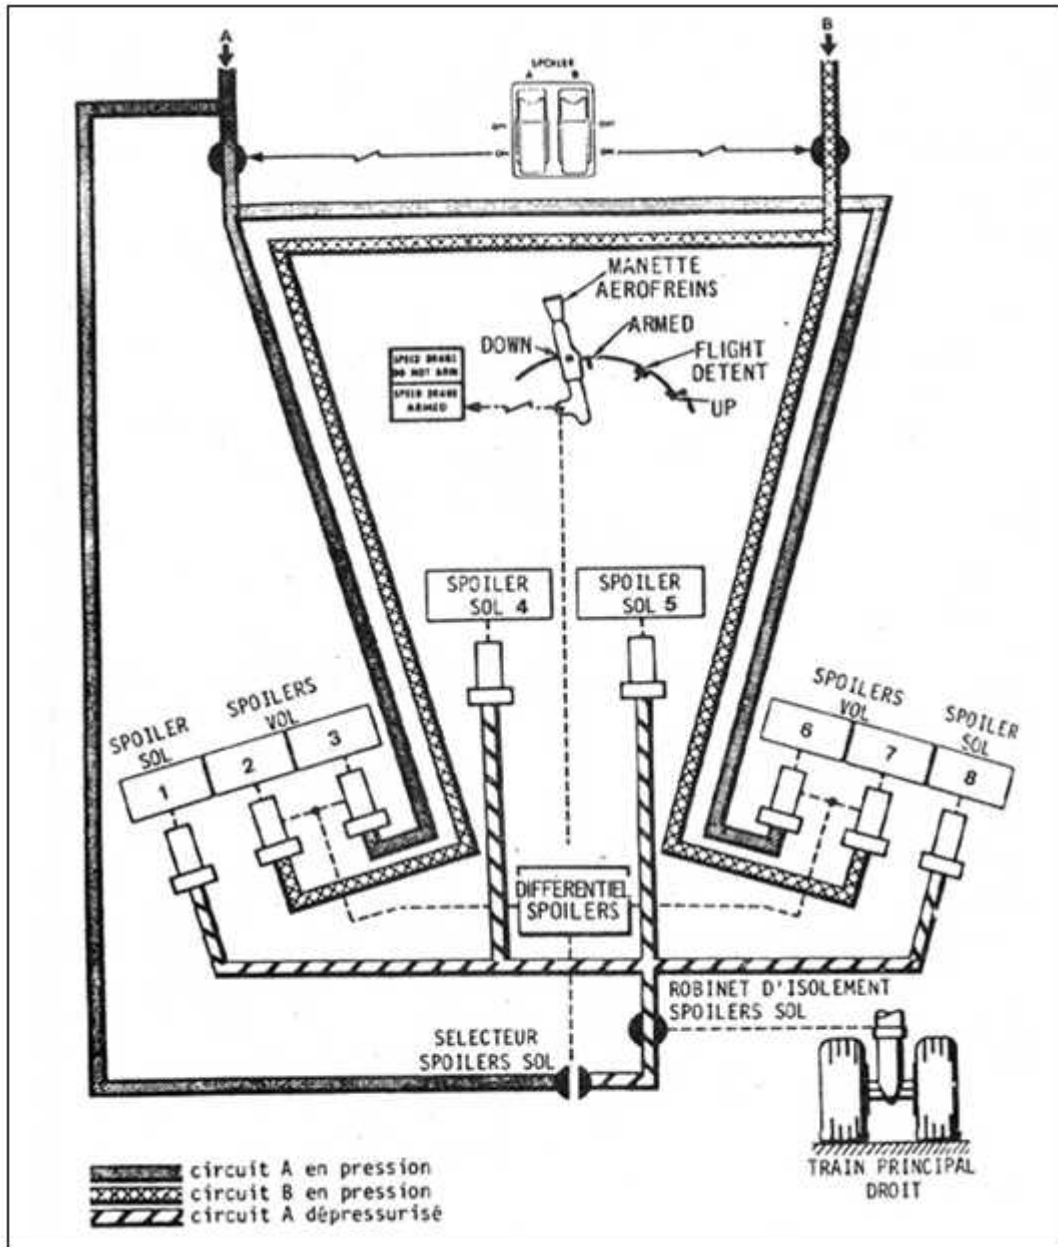 A
B
SPOILER
A B
OFF
OFF
ON
ON
MANETTE
AEROFREINS
ARMED
DOWN
FLIGHT
DETENT
UP
SPEED BRAKE
DO NOT ARM
SPEED BRAKE
ARMED
SPOILER
SOL 4
SPOILER
SOL 5
SPOILER
SOL
SPOILERS
VOL
1
2
3
SPOILERS
VOL
SPOILER
SOL
6
7
8
DIFFÉRENTIEL
SPOILERS
ROBINET D'ISOLEMENT
SPOILERS SOL
SELECTEUR
SPOILERS SOL
TRAIN PRINCIPAL
DROIT
circuit A en pression
circuit B en pression
circuit A dépressurisé